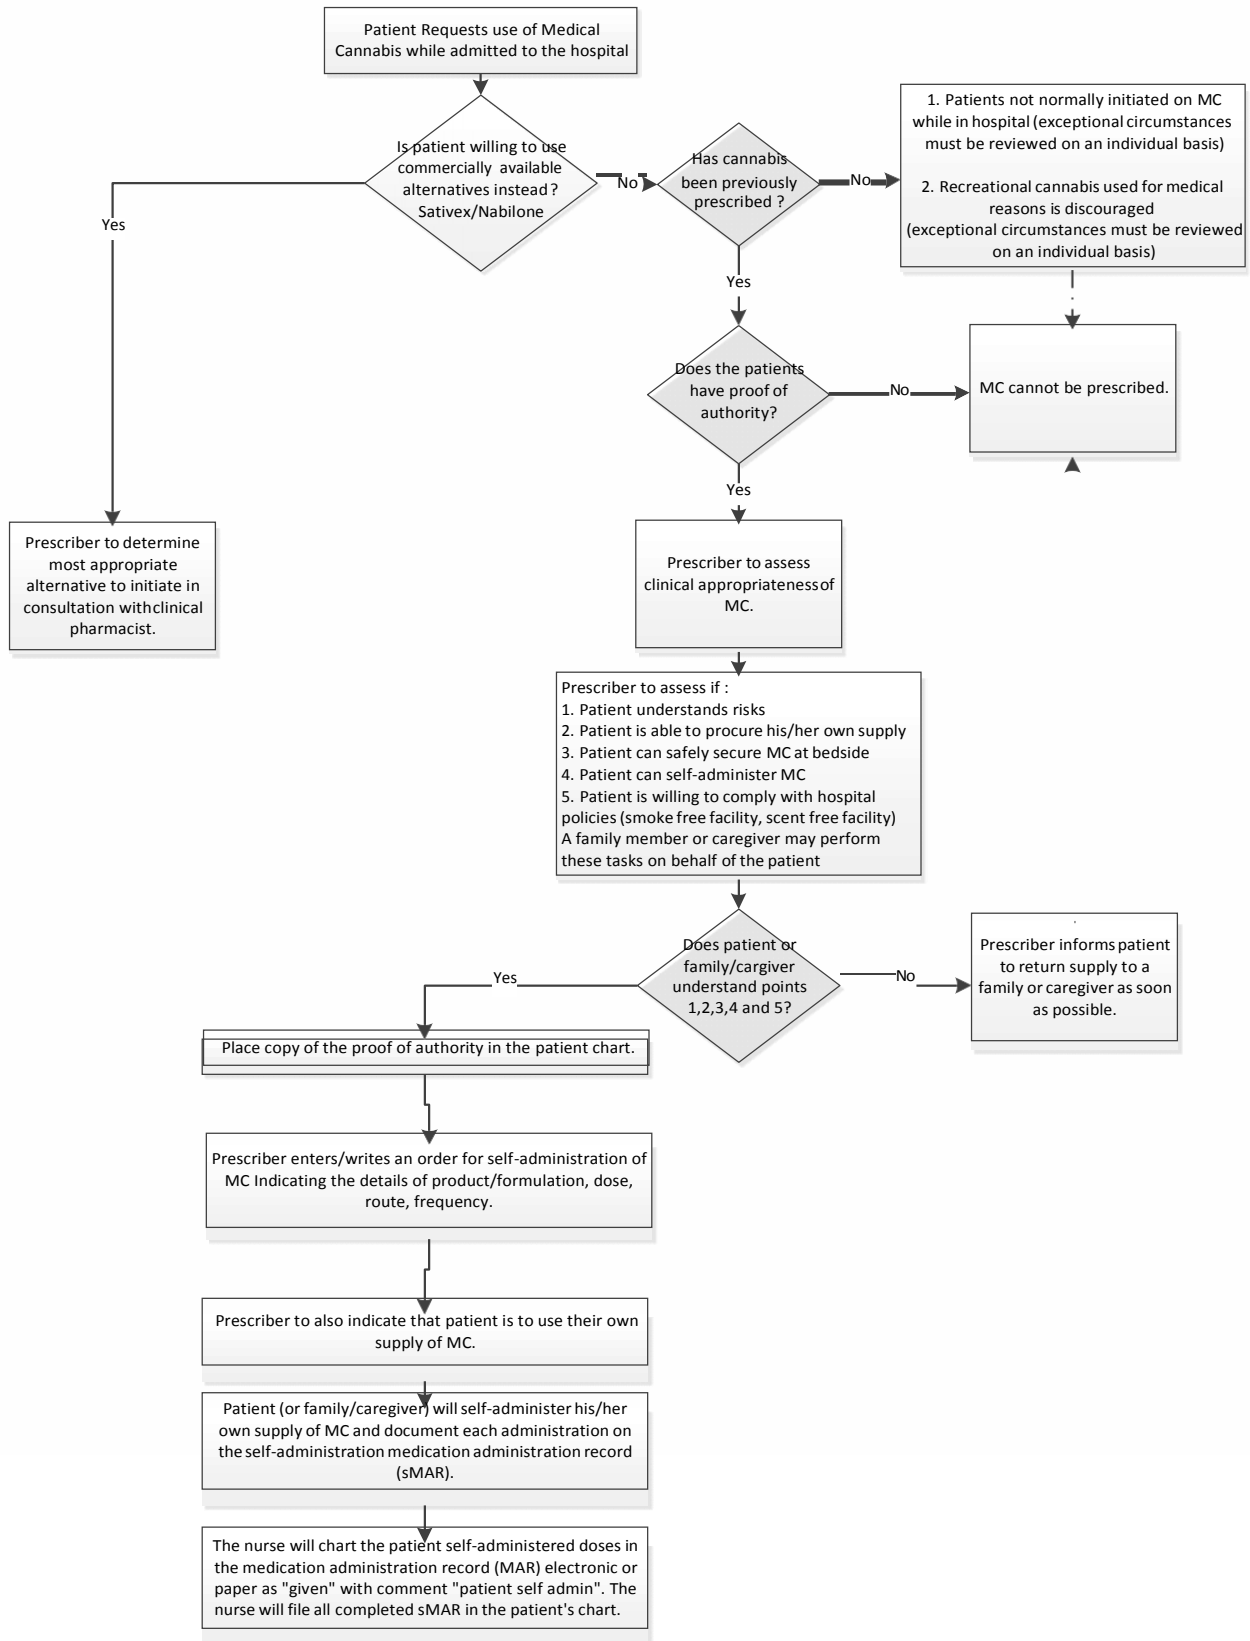 Patient Requests use of Medical
Cannabis while admitted to the hospital
Is patient willing to use
commercially available
alternatives instead ?
Sativex/Nabilone
Yes
No
Has cannabis
been previously
prescribed ?
No
1. Patients not normally initiated on MC
while in hospital (exceptional circumstances
must be reviewed on an individual basis)
2. Recreational cannabis used for medical
reasons is discouraged
(exceptional circumstances must be reviewed
on an individual basis)
Yes
Does the patients
have proof of
authority?
No
MC cannot be prescribed.
Yes
Prescriber to determine
most appropriate
alternative to initiate in
consultation withclinical
pharmacist.
Prescriber to assess
clinical appropriateness of
MC.
Prescriber to assess if :
1. Patient understands risks
2. Patient is able to procure his/her own supply
3. Patient can safely secure MC at bedside
4. Patient can self-administer MC
5. Patient is willing to comply with hospital
policies (smoke free facility, scent free facility)
A family member or caregiver may perform
these tasks on behalf of the patient
Does patient or
family/cargiver
understand points
1,2,3,4 and 5?
Yes
No
Prescriber informs patient
to return supply to a
family or caregiver as soon
as possible.
Place copy of the proof of authority in the patient chart.
Prescriber enters/writes an order for self-administration of
MC Indicating the details of product/formulation, dose,
route, frequency.
Prescriber to also indicate that patient is to use their own
supply of MC.
Patient (or family/caregiver) will self-administer his/her
own supply of MC and document each administration on
the self-administration medication administration record
(sMAR).
The nurse will chart the patient self-administered doses in
the medication administration record (MAR) electronic or
paper as "given" with comment "patient self admin". The
nurse will file all completed sMAR in the patient's chart.